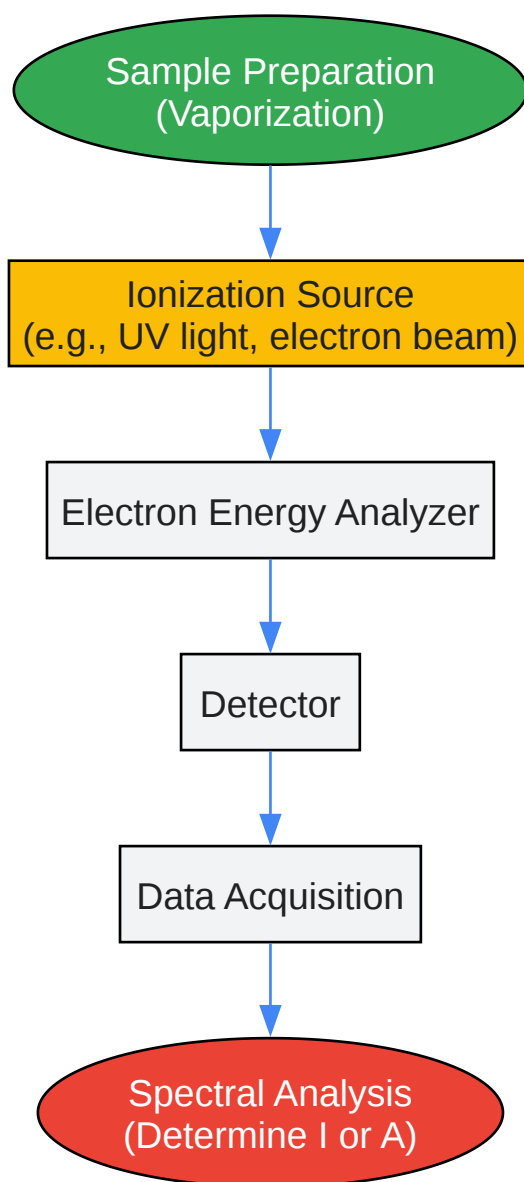 Sample Preparation
(Vaporization)
Ionization Source
(e.g., UV light, electron beam)
Electron Energy Analyzer
Detector
Data Acquisition
Spectral Analysis
(Determine I or A)